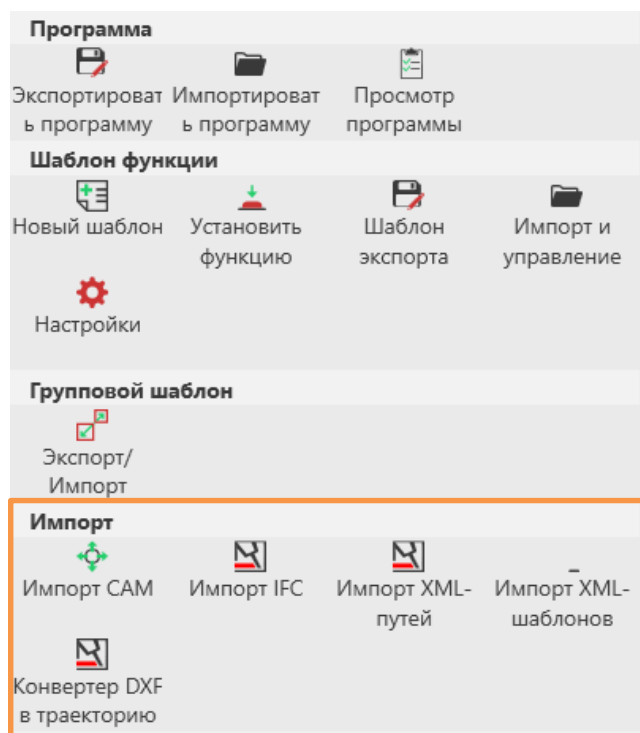 Программа
Экспортироват Импортироват Просмотр
ь программу ь программу программы
Шаблон функции
Новый шаблон Установить Шаблон Импорт и
функцию экспорта управление
Настройки
Групповой шаблон
Экспорт/
Импорт
Импорт
Импорт CAM Импорт IFC Импорт XML- Импорт XML-
путей шаблонов
Конвертер DXF
в траекторию